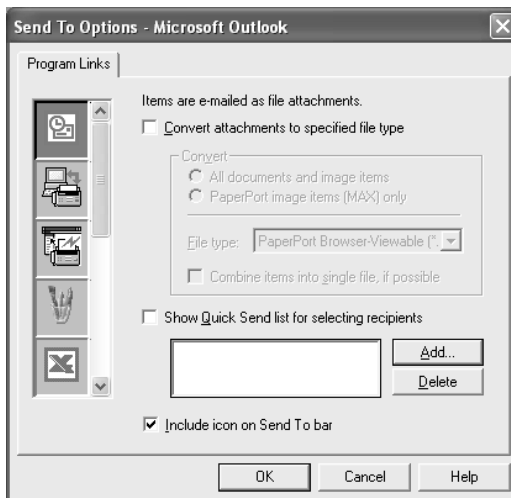 Send To Options - Microsoft Outlook
Program Links
Items are e-mailed as file attachments.
Convert attachments to specified file type
Convert
All documents and image items
PaperPort image items (MAX) only
File type: PaperPort Browser-Viewable (*.
Combine items into single file, if possible
Show Quick Send list for selecting recipients
Add...
Delete
Include icon on Send To bar
OK Cancel Help